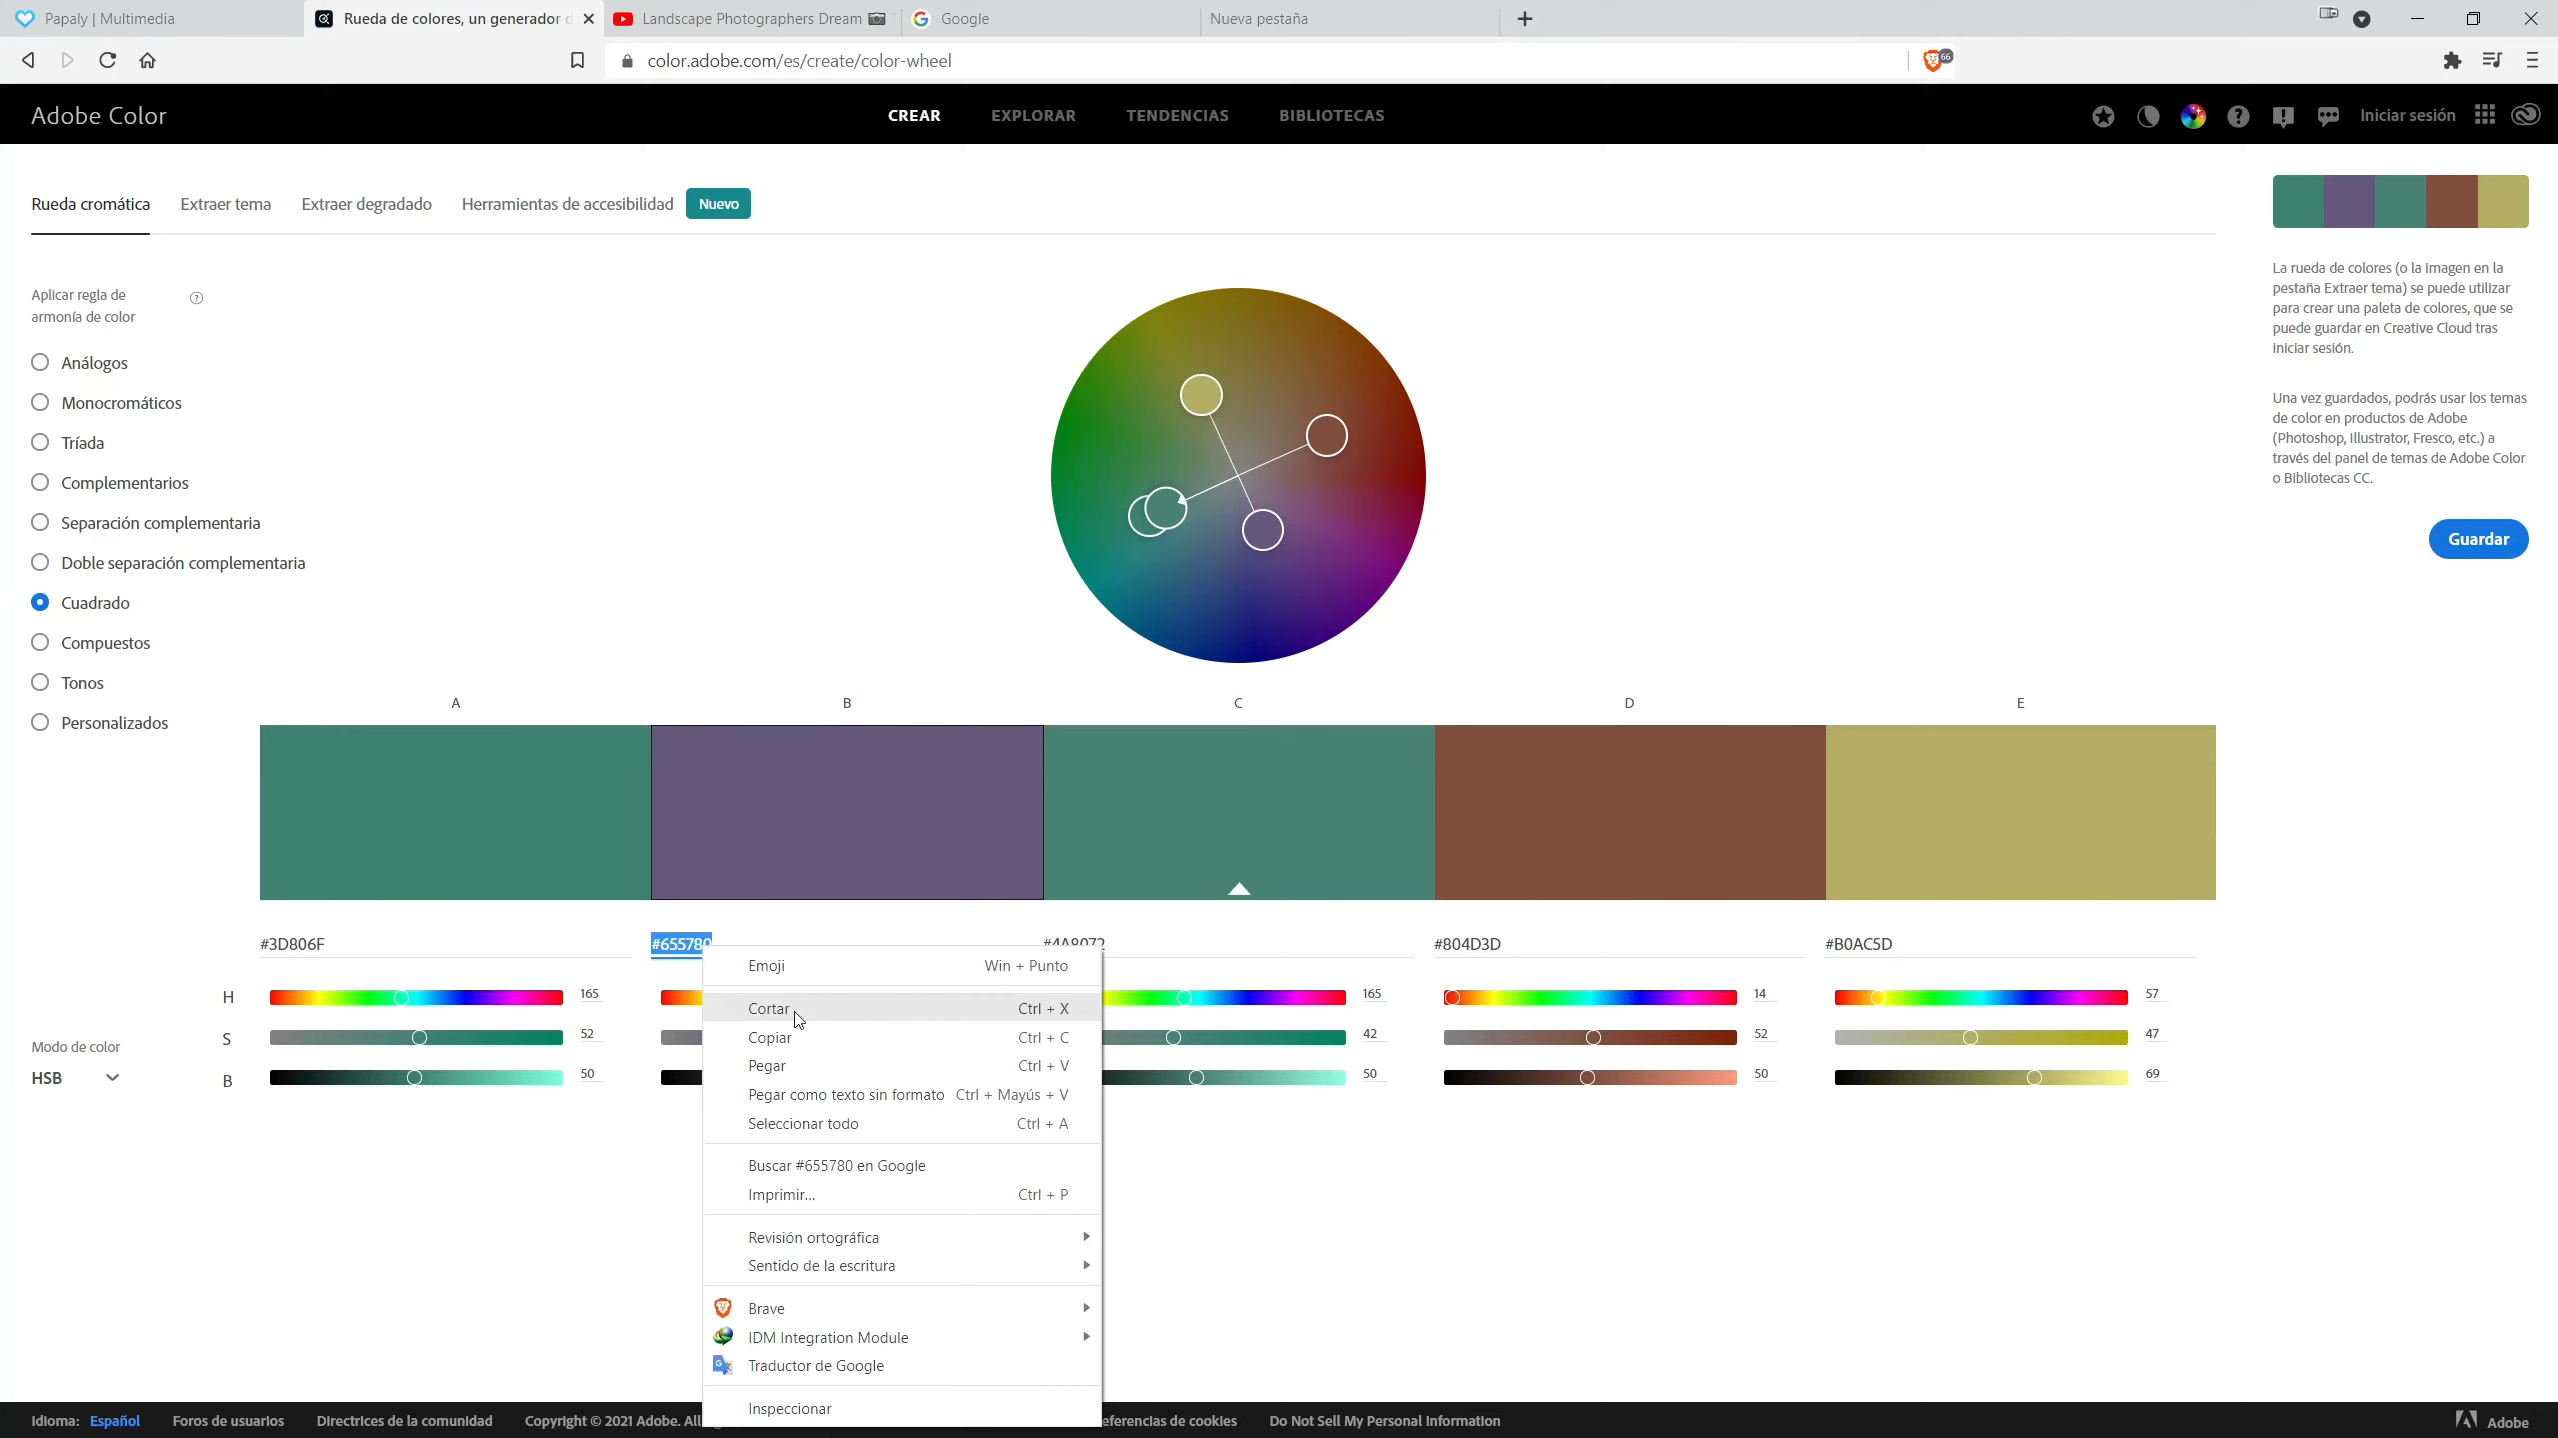 Papaly | Multimedia
Rueda de colores, un generador d
Landscape Photographers Dream
Google
Nueva pestaña
color.adobe.com/es/create/color-wheel
66
Adobe Color
CREAR
EXPLORAR
TENDENCIAS
BIBLIOTECAS
Iniciar sesión
Rueda cromática
Extraer tema
Extraer degradado
Herramientas de accesibilidad
Nuevo
Aplicar regla de
armonía de color
Análogos
Monocromáticos
Tríada
Complementarios
Separación complementaria
Doble separación complementaria
Cuadrado
Compuestos
Tonos
Personalizados
La rueda de colores (o la imagen en la
pestaña Extraer tema) se puede utilizar
para crear una paleta de colores, que se
puede guardar en Creative Cloud tras
iniciar sesión.
Una vez guardados, podrás usar los temas
de color en productos de Adobe
(Photoshop, Illustrator, Fresco, etc.) a
través del panel de temas de Adobe Color
o Bibliotecas CC.
Guardar
A B C D E
#3D806F #655780 #4A8072 #804D3D #B0AC5D
H 165 165 14 57
S 52 42 52 47
B 50 50 50 69
Modo de color
HSB
Emoji Win + Punto
Cortar Ctrl + X
Copiar Ctrl + C
Pegar Ctrl + V
Pegar como texto sin formato Ctrl + Mayús + V
Seleccionar todo Ctrl + A
Buscar #655780 en Google
Imprimir... Ctrl + P
Revisión ortográfica
Sentido de la escritura
Brave
IDM Integration Module
Traductor de Google
Inspeccionar
Idioma: Español Foros de usuarios Directrices de la comunidad Copyright © 2021 Adobe. All eferencias de cookies Do Not Sell My Personal Information Adobe